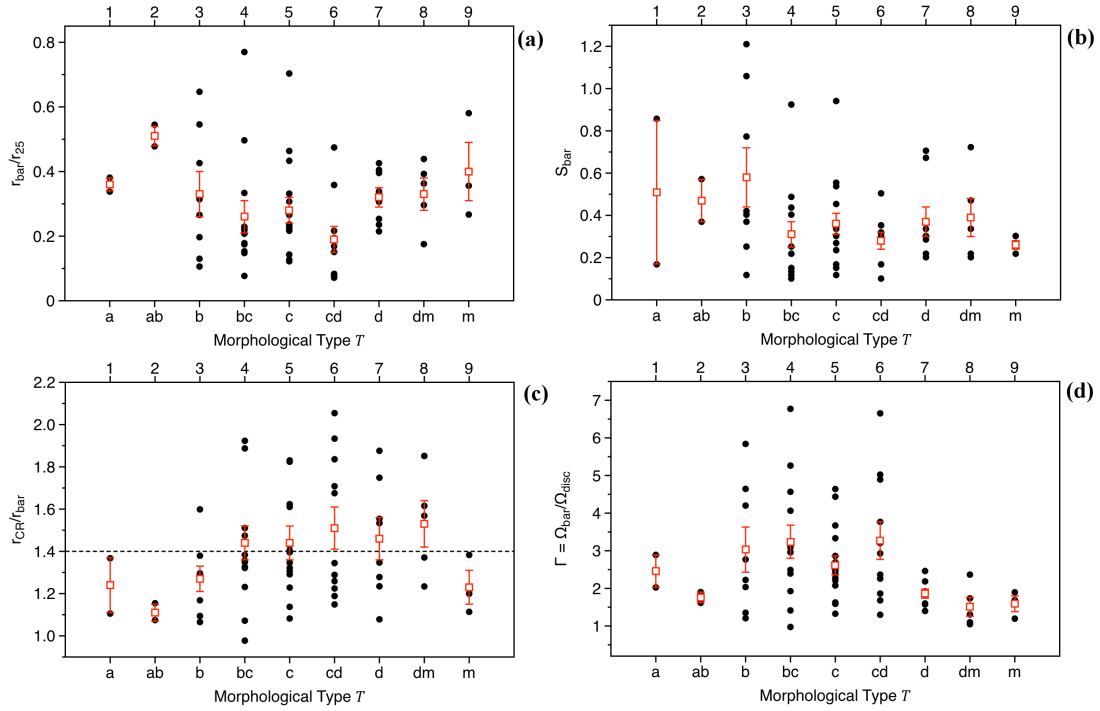 1 2 3 4 5 6 7 8 9
(a)
0.8
0.6
0.4
0.2
0
r_bar/r_25
a ab b bc c cd d dm m
Morphological Type T
1 2 3 4 5 6 7 8 9
(b)
1.2
1.0
0.8
0.6
0.4
0.2
0
S_bar
a ab b bc c cd d dm m
Morphological Type T
1 2 3 4 5 6 7 8 9
(c)
2.2
2.0
1.8
1.6
1.4
1.2
1.0
r_CR/r_bar
a ab b bc c cd d dm m
Morphological Type T
1 2 3 4 5 6 7 8 9
(d)
7
6
5
4
3
2
1
Γ = Ω_bar/Ω_disc
a ab b bc c cd d dm m
Morphological Type T